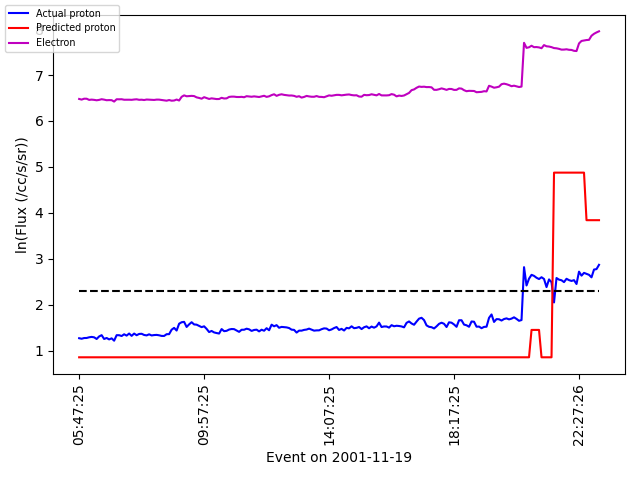 Actual proton
Predicted proton
Electron
7
6
5
4
3
2
1
ln(Flux (/cc/s/sr))
05:47:25
09:57:25
14:07:25
18:17:25
22:27:26
Event on 2001-11-19